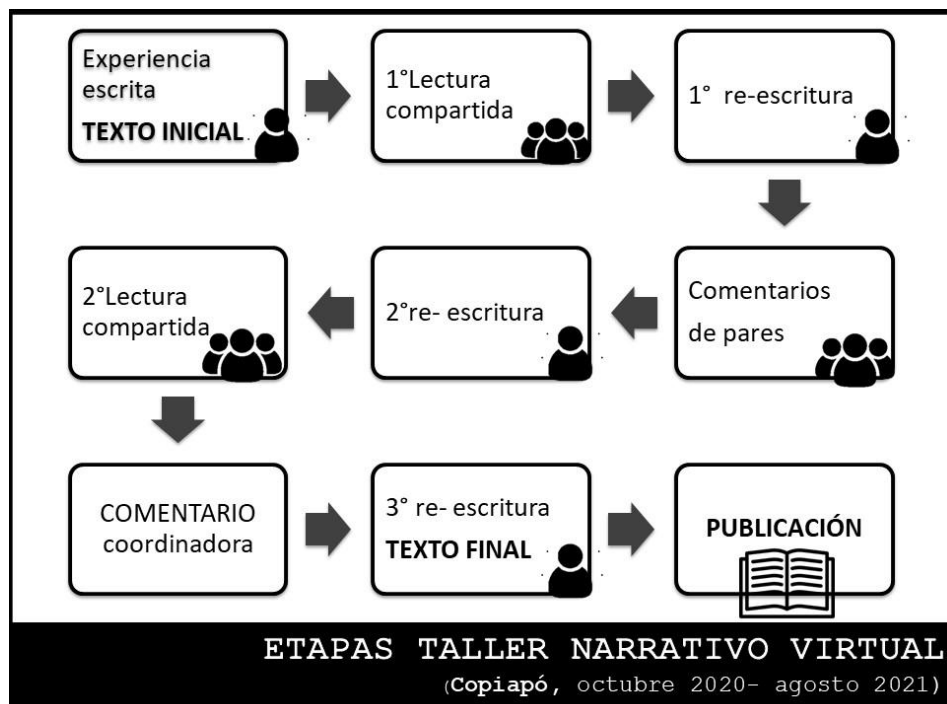 Experiencia
escrita
TEXTO INICIAL
1°Lectura
compartida
1° re-escritura
Comentarios
de pares
2°re- escritura
2°Lectura
compartida
COMENTARIO
coordinadora
3° re- escritura
TEXTO FINAL
PUBLICACIÓN
ETAPAS TALLER NARRATIVO VIRTUAL
(Copiapó, octubre 2020- agosto 2021)